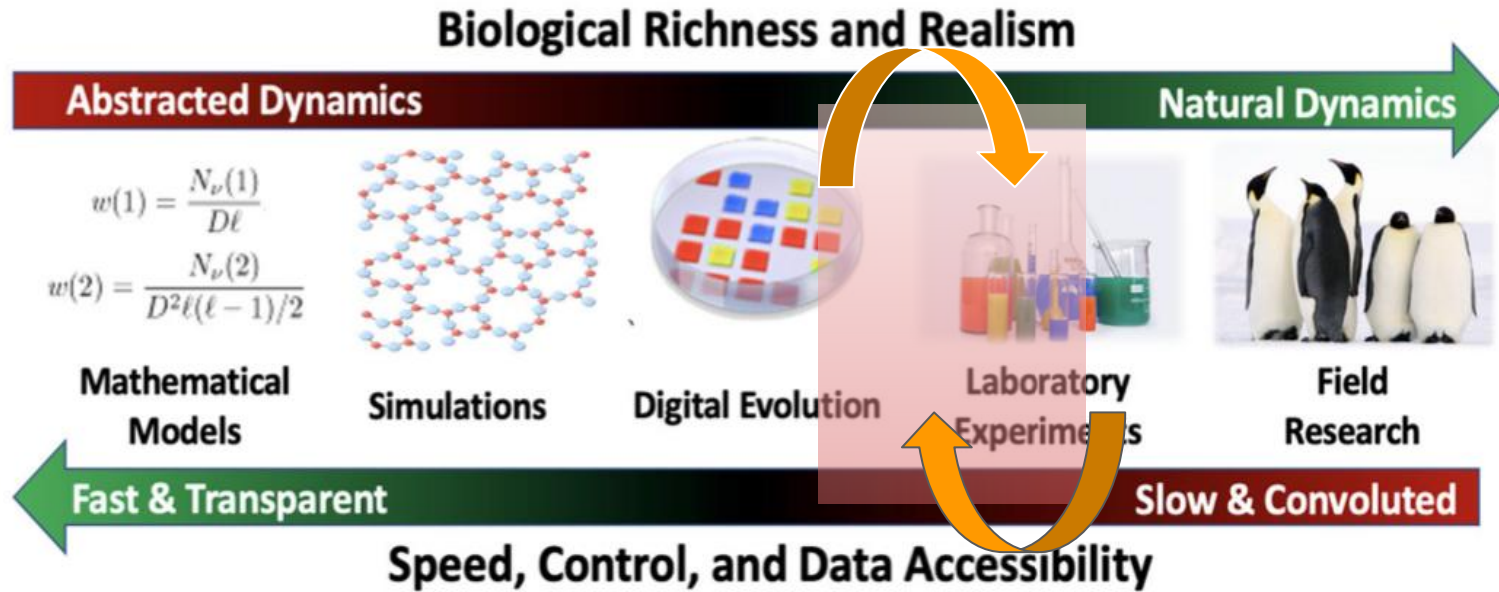 Biological Richness and Realism
Abstracted Dynamics
Natural Dynamics
w(1) = N_ν(1) / Dℓ
w(2) = N_ν(2) / D²ℓ(ℓ − 1)/2
Mathematical
Models
Simulations
Digital Evolution
Laboratory
Experiments
Field
Research
Fast & Transparent
Slow & Convoluted
Speed, Control, and Data Accessibility